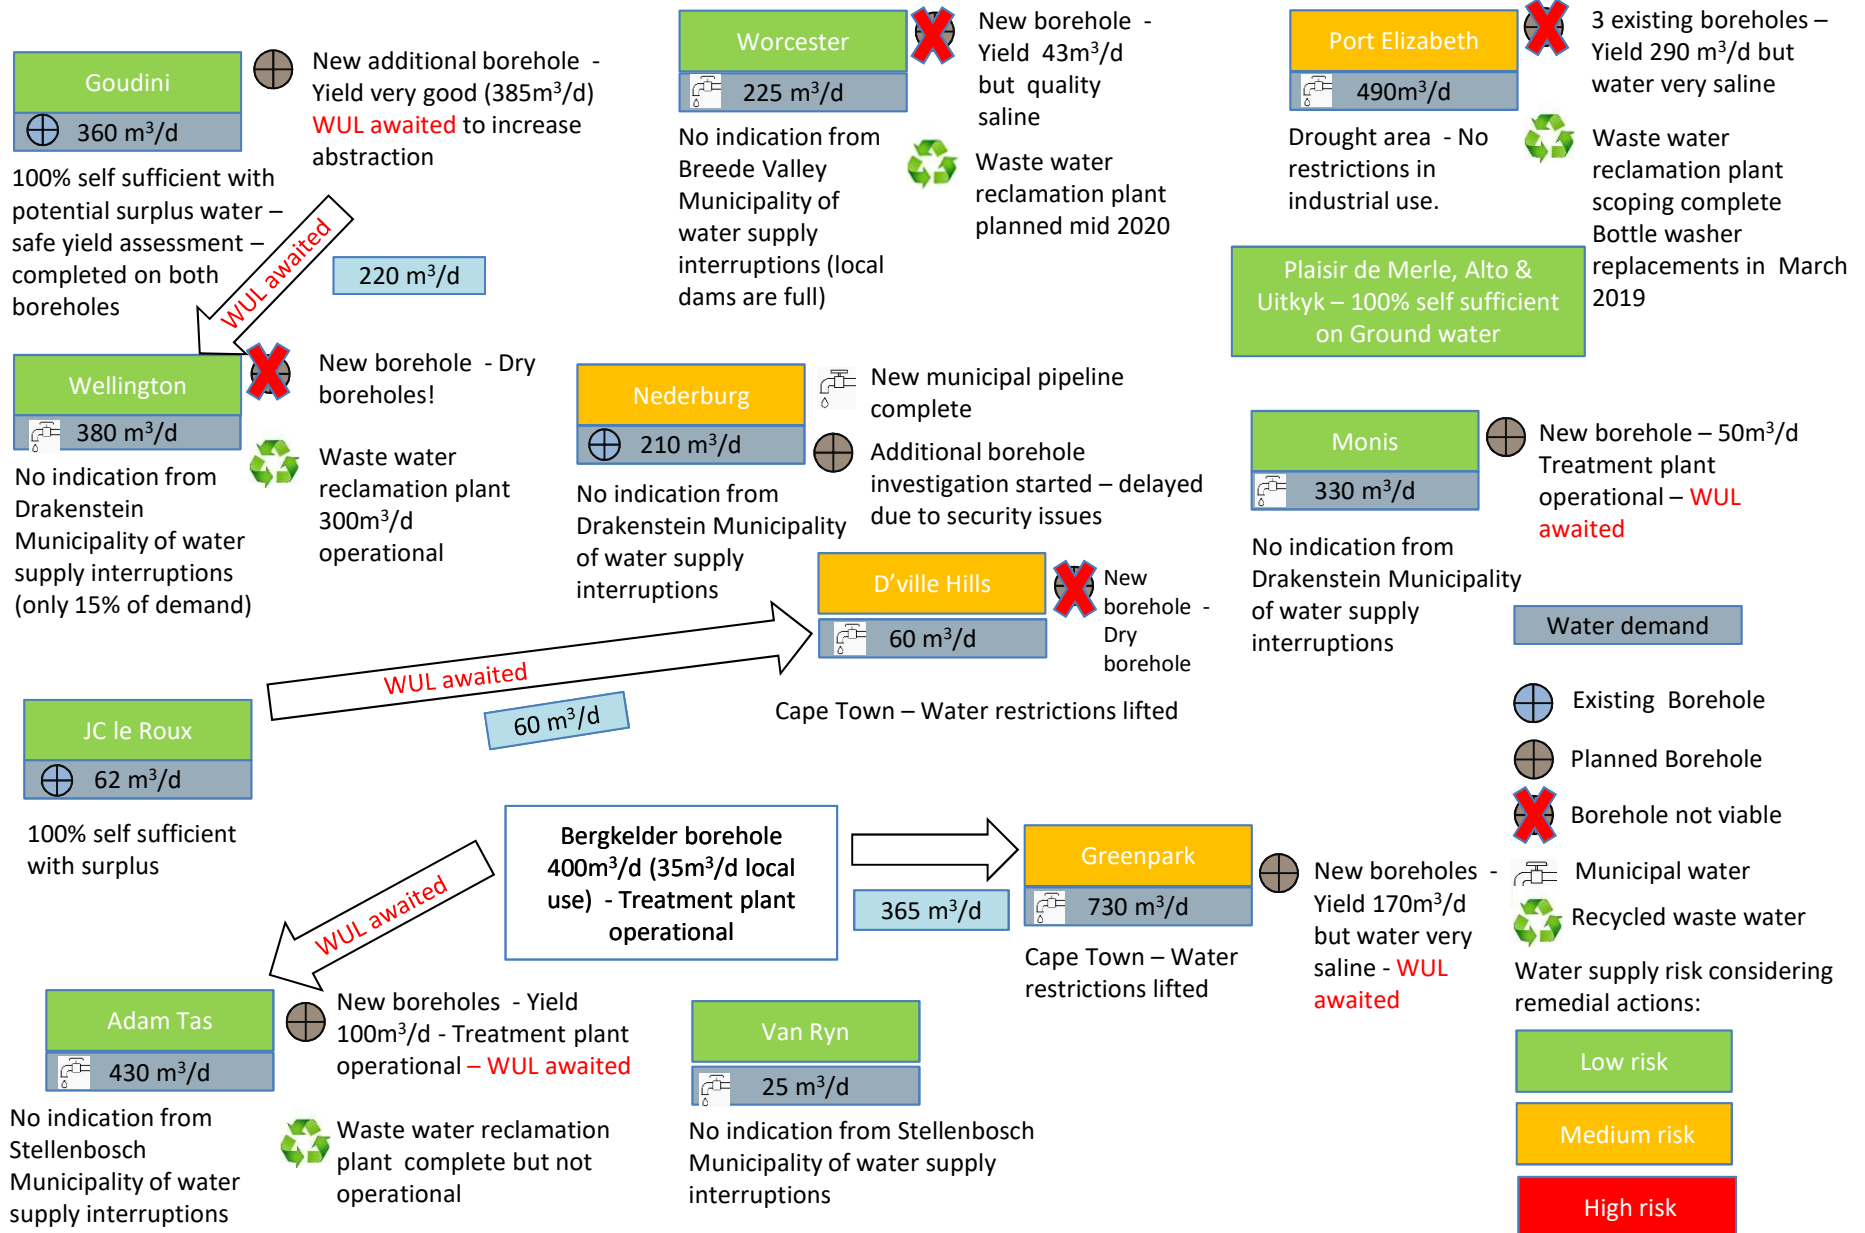 Goudini
360 m³/d
New additional borehole -
Yield very good (385m³/d)
WUL awaited to increase
abstraction
100% self sufficient with
potential surplus water –
safe yield assessment –
completed on both
boreholes
WUL awaited
220 m³/d
Worcester
225 m³/d
New borehole -
Yield 43m³/d
but quality
saline
No indication from
Breede Valley
Municipality of
water supply
interruptions (local
dams are full)
Waste water
reclamation plant
planned mid 2020
Port Elizabeth
490m³/d
3 existing boreholes –
Yield 290 m³/d but
water very saline
Drought area - No
restrictions in
industrial use.
Waste water
reclamation plant
scoping complete
Bottle washer
replacements in March
2019
Plaisir de Merle, Alto &
Uitkyk – 100% self sufficient
on Ground water
Wellington
380 m³/d
New borehole - Dry
boreholes!
Waste water
reclamation plant
300m³/d
operational
No indication from
Drakenstein
Municipality of water
supply interruptions
(only 15% of demand)
Nederburg
210 m³/d
New municipal pipeline
complete
Additional borehole
investigation started – delayed
due to security issues
No indication from
Drakenstein Municipality
of water supply
interruptions
Monis
330 m³/d
New borehole – 50m³/d
Treatment plant
operational – WUL
awaited
No indication from
Drakenstein Municipality
of water supply
interruptions
D’ville Hills
60 m³/d
New
borehole -
Dry
borehole
Cape Town – Water restrictions lifted
WUL awaited
60 m³/d
JC le Roux
62 m³/d
100% self sufficient
with surplus
Bergkelder borehole
400m³/d (35m³/d local
use) - Treatment plant
operational
365 m³/d
Greenpark
730 m³/d
New boreholes -
Yield 170m³/d
but water very
saline - WUL
awaited
Cape Town – Water
restrictions lifted
WUL awaited
Adam Tas
430 m³/d
New boreholes - Yield
100m³/d - Treatment plant
operational – WUL awaited
Waste water reclamation
plant complete but not
operational
No indication from
Stellenbosch
Municipality of water
supply interruptions
Van Ryn
25 m³/d
No indication from Stellenbosch
Municipality of water supply
interruptions
Water demand
Existing Borehole
Planned Borehole
Borehole not viable
Municipal water
Recycled waste water
Water supply risk considering
remedial actions:
Low risk
Medium risk
High risk